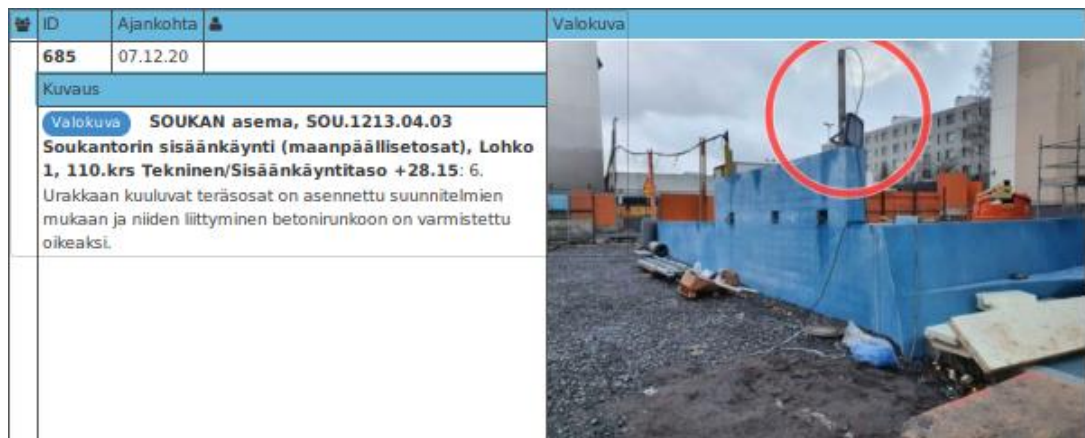 ID Ajankohta Valokuva
685 07.12.20
Kuvaus
Valokuva SOUKAN asema, SOU.1213.04.03
Soukantorin sisäänkäynti (maanpäällisetosat), Lohko
1, 110.krs Tekninen/Sisäänkäyntitaso +28.15: 6.
Urakkaan kuuluvat teräsosat on asennettu suunnitelmien
mukaan ja niiden liittyminen betonirunkoon on varmistettu
oikeaksi.